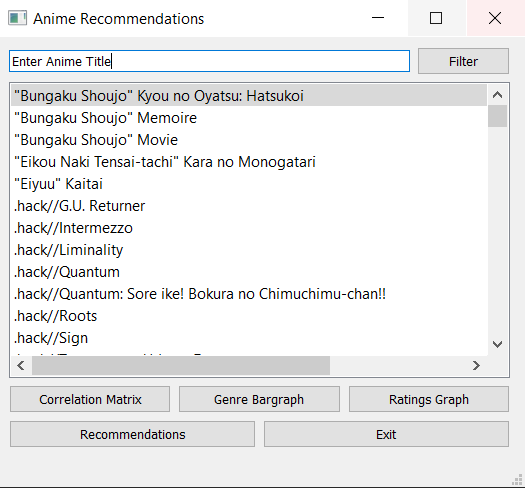 Anime Recommendations
Enter Anime Title
Filter
"Bungaku Shoujo" Kyou no Oyatsu: Hatsukoi
"Bungaku Shoujo" Memoire
"Bungaku Shoujo" Movie
"Eikou Naki Tensai-tachi" Kara no Monogatari
"Eiyuu" Kaitai
.hack//G.U. Returner
.hack//Intermezzo
.hack//Liminality
.hack//Quantum
.hack//Quantum: Sore ike! Bokura no Chimuchimu-chan!!
.hack//Roots
.hack//Sign
Correlation Matrix
Genre Bargraph
Ratings Graph
Recommendations
Exit